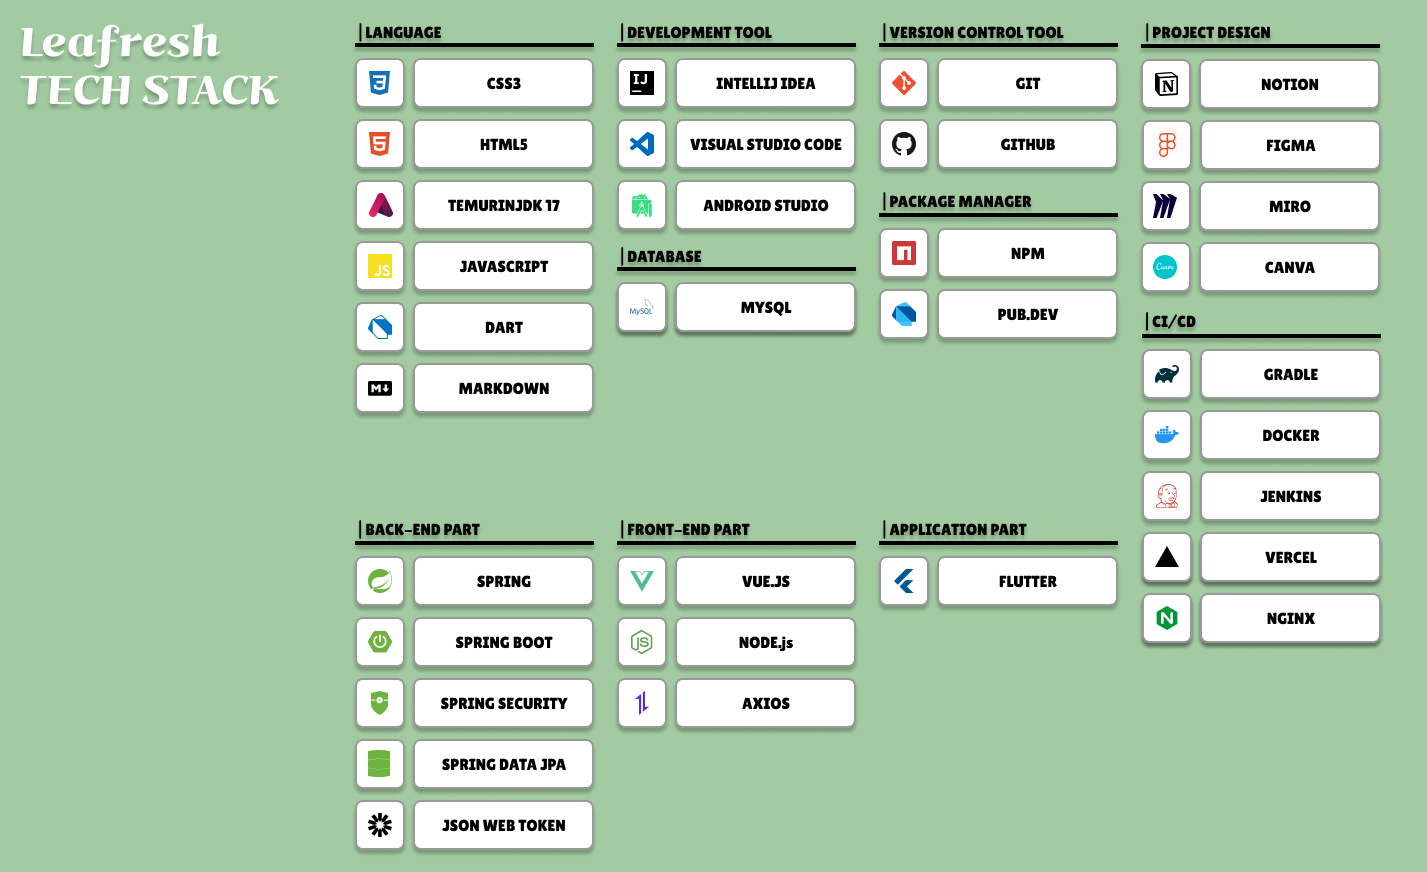 Leafresh
TECH STACK
|LANGUAGE
CSS3
HTML5
TEMURINJDK 17
JS
JAVASCRIPT
DART
M
MARKDOWN
|DEVELOPMENT TOOL
IJ
INTELLIJ IDEA
VISUAL STUDIO CODE
ANDROID STUDIO
|DATABASE
MySQL
MYSQL
|VERSION CONTROL TOOL
GIT
GITHUB
|PACKAGE MANAGER
NPM
PUB.DEV
|PROJECT DESIGN
N
NOTION
FIGMA
MIRO
Canva
CANVA
|CI/CD
GRADLE
DOCKER
JENKINS
VERCEL
N
NGINX
|BACK-END PART
SPRING
SPRING BOOT
SPRING SECURITY
SPRING DATA JPA
JSON WEB TOKEN
|FRONT-END PART
VUE.JS
JS
NODE.js
AXIOS
|APPLICATION PART
FLUTTER